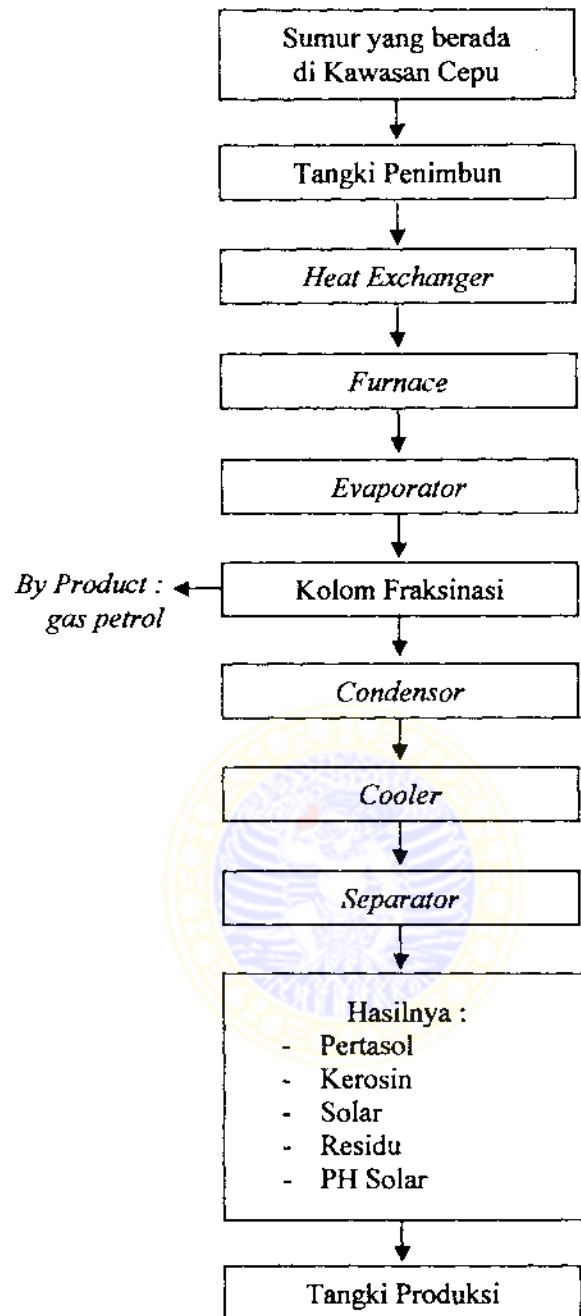 Sumur yang berada
di Kawasan Cepu
Tangki Penimbun
Heat Exchanger
Furnace
Evaporator
By Product :
gas petrol
Kolom Fraksinasi
Condensor
Cooler
Separator
Hasilnya :
- Pertasol
- Kerosin
- Solar
- Residu
- PH Solar
Tangki Produksi